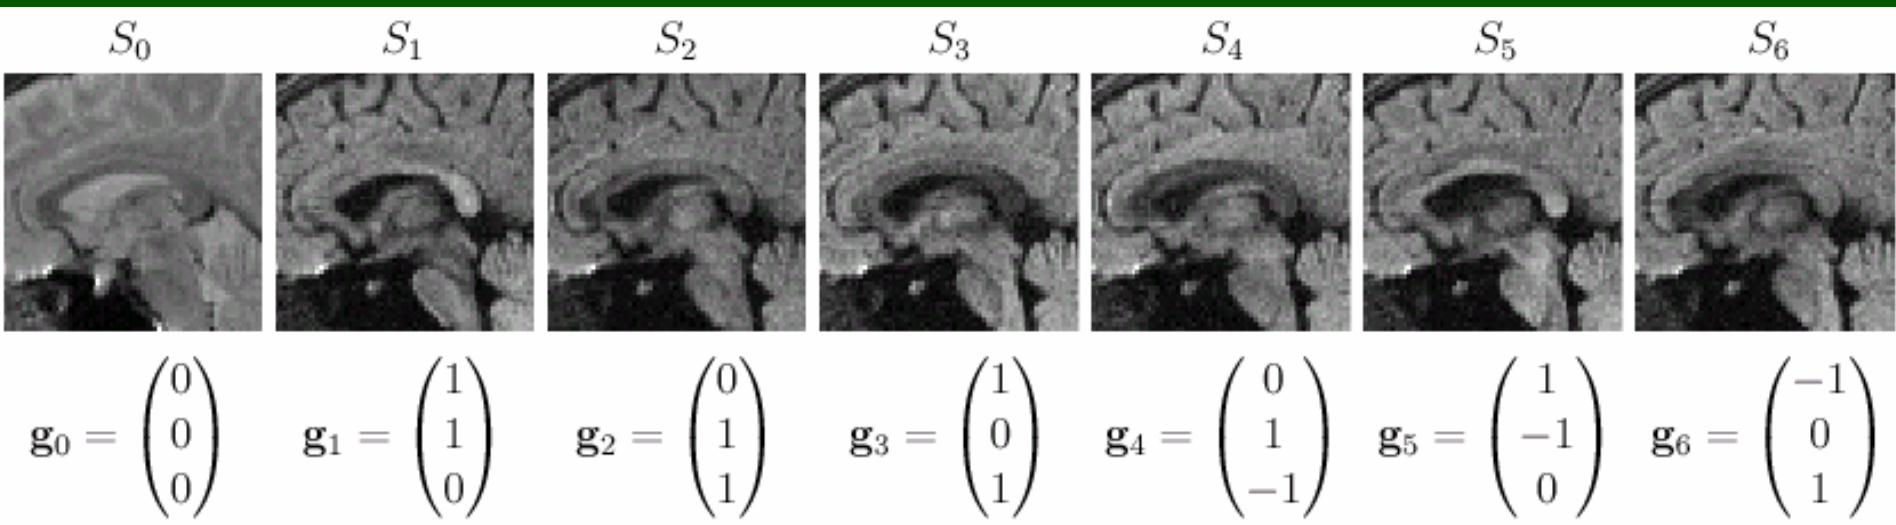 S₀ S₁ S₂ S₃ S₄ S₅ S₆
g₀ = (0 0 0) g₁ = (1 1 0) g₂ = (0 1 1) g₃ = (1 0 1) g₄ = (0 1 −1) g₅ = (1 −1 0) g₆ = (−1 0 1)